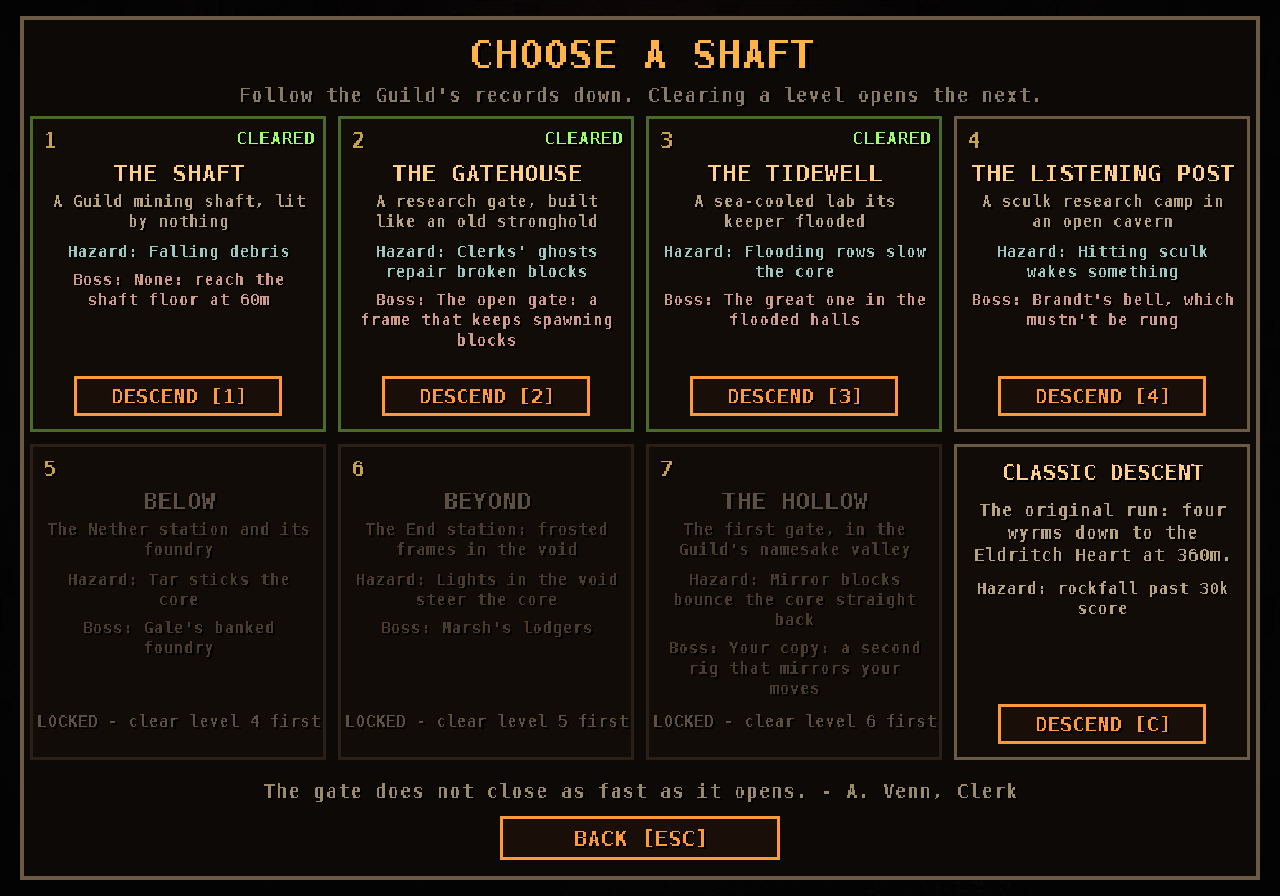 CHOOSE A SHAFT
Follow the Guild's records down. Clearing a level opens the next.
1
CLEARED
THE SHAFT
A Guild mining shaft, lit
by nothing
Hazard: Falling debris
Boss: None: reach the
shaft floor at 60m
DESCEND [1]
2
CLEARED
THE GATEHOUSE
A research gate, built
like an old stronghold
Hazard: Clerks' ghosts
repair broken blocks
Boss: The open gate: a
frame that keeps spawning
blocks
DESCEND [2]
3
CLEARED
THE TIDEWELL
A sea-cooled lab its
keeper flooded
Hazard: Flooding rows slow
the core
Boss: The great one in the
flooded halls
DESCEND [3]
4
THE LISTENING POST
A sculk research camp in
an open cavern
Hazard: Hitting sculk
wakes something
Boss: Brandt's bell, which
mustn't be rung
DESCEND [4]
5
BELOW
The Nether station and its
foundry
Hazard: Tar sticks the
core
Boss: Gale's banked
foundry
LOCKED - clear level 4 first
6
BEYOND
The End station: frosted
frames in the void
Hazard: Lights in the void
steer the core
Boss: Marsh's lodgers
LOCKED - clear level 5 first
7
THE HOLLOW
The first gate, in the
Guild's namesake valley
Hazard: Mirror blocks
bounce the core straight
back
Boss: Your copy: a second
rig that mirrors your
moves
LOCKED - clear level 6 first
CLASSIC DESCENT
The original run: four
wyrms down to the
Eldritch Heart at 360m.
Hazard: rockfall past 30k
score
DESCEND [C]
The gate does not close as fast as it opens. - A. Venn, Clerk
BACK [ESC]